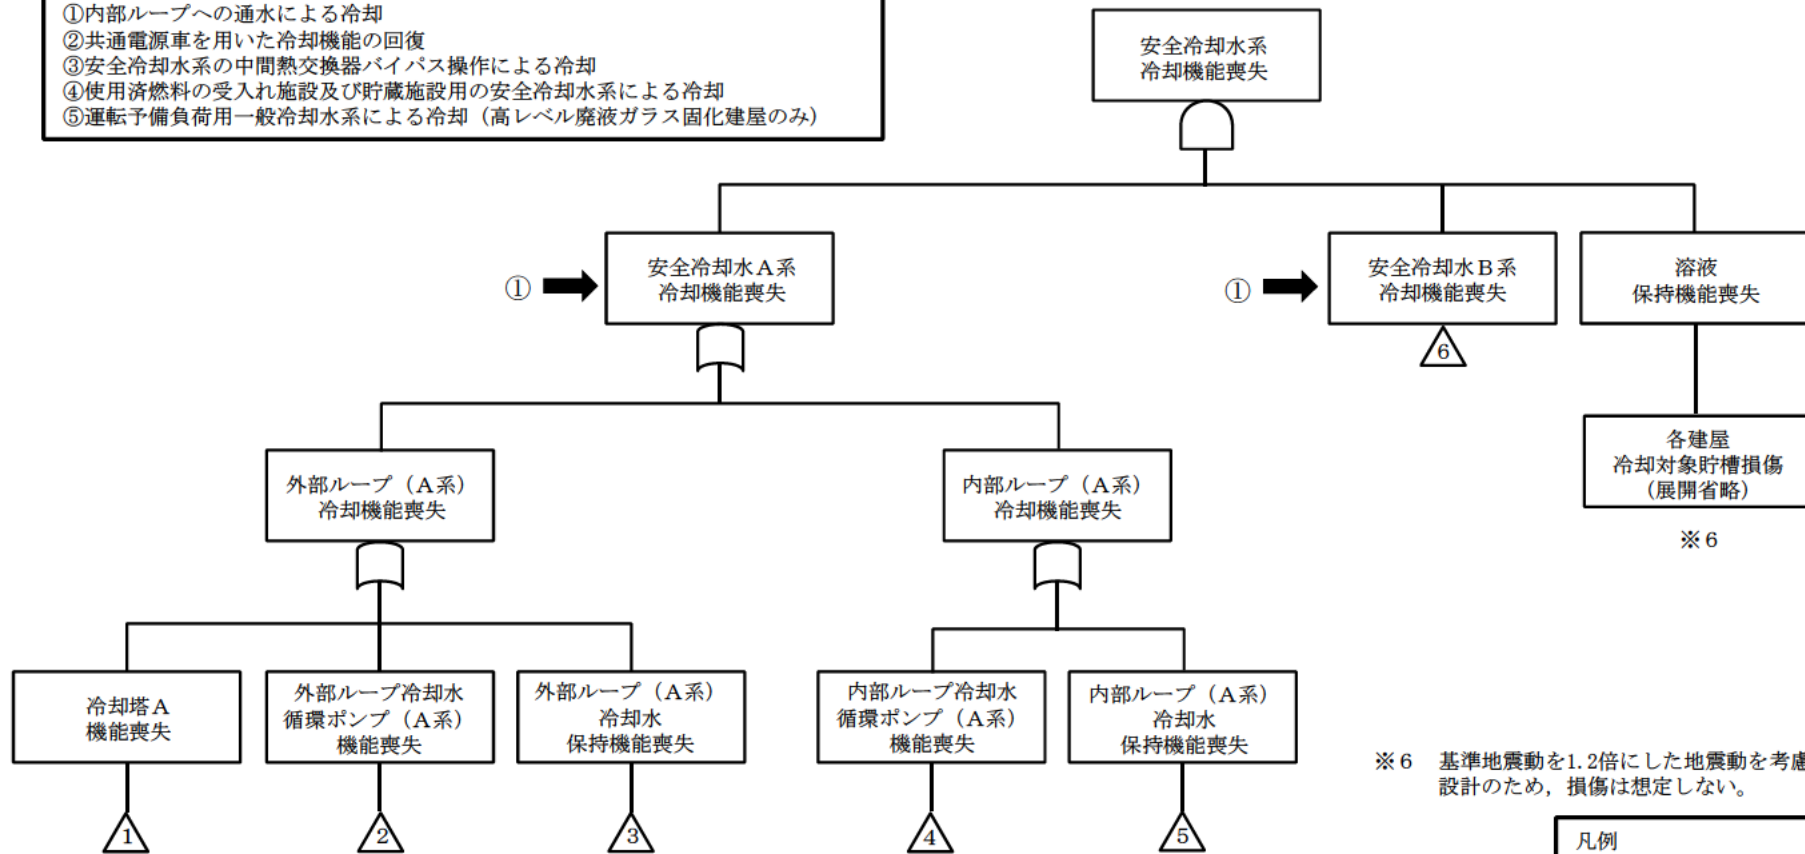 ①内部ループへの通水による冷却
②共通電源車を用いた冷却機能の回復
③安全冷却水系の中間熱交換器バイパス操作による冷却
④使用済燃料の受入れ施設及び貯蔵施設用の安全冷却水系による冷却
⑤運転予備負荷用一般冷却水系による冷却（高レベル廃液ガラス固化建屋のみ）
安全冷却水系
冷却機能喪失
①
安全冷却水Ａ系
冷却機能喪失
①
安全冷却水Ｂ系
冷却機能喪失
6
溶液
保持機能喪失
各建屋
冷却対象貯槽損傷
（展開省略）
※６
外部ループ（Ａ系）
冷却機能喪失
内部ループ（Ａ系）
冷却機能喪失
冷却塔Ａ
機能喪失
外部ループ冷却水
循環ポンプ（Ａ系）
機能喪失
外部ループ（Ａ系）
冷却水
保持機能喪失
内部ループ冷却水
循環ポンプ（Ａ系）
機能喪失
内部ループ（Ａ系）
冷却水
保持機能喪失
1
2
3
4
5
※６　基準地震動を1.2倍にした地震動を考慮
設計のため，損傷は想定しない。
凡例